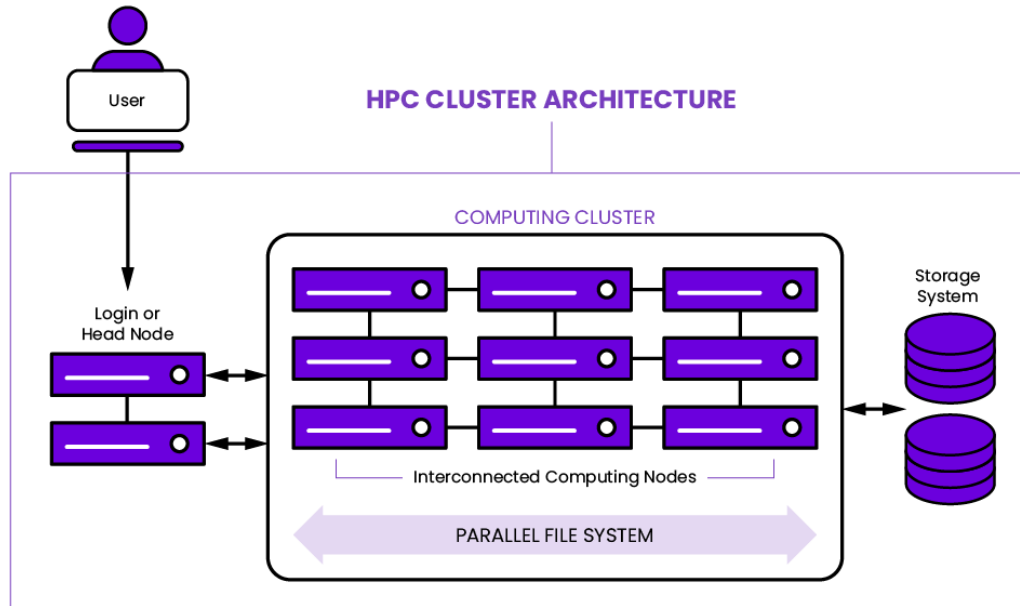 User
HPC CLUSTER ARCHITECTURE
COMPUTING CLUSTER
Login or
Head Node
Storage
System
Interconnected Computing Nodes
PARALLEL FILE SYSTEM